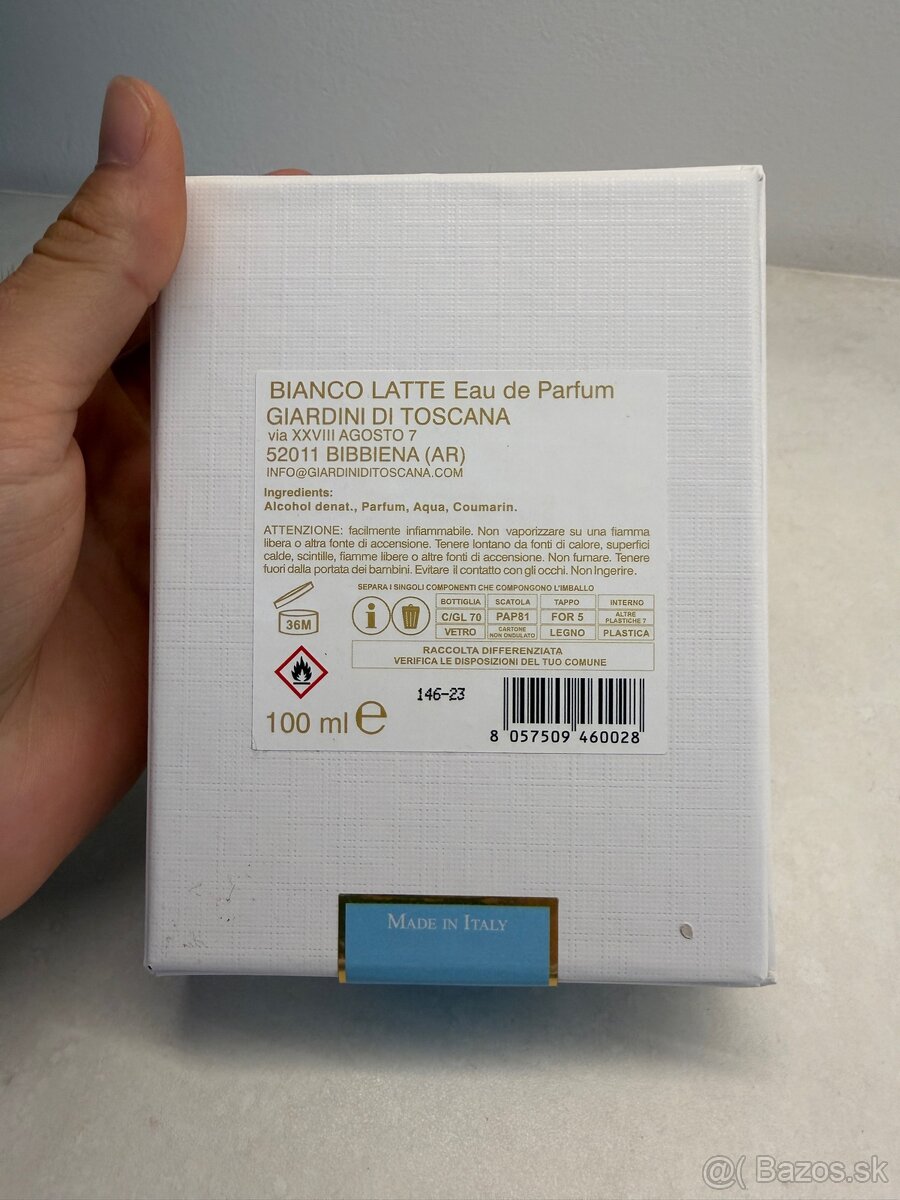 BIANCO LATTE Eau de Parfum
GIARDINI DI TOSCANA
via XXVIII AGOSTO 7
52011 BIBBIENA (AR)
INFO@GIARDINIDITOSCANA.COM
Ingredients:
Alcohol denat., Parfum, Aqua, Coumarin.
ATTENZIONE: facilmente infiammabile. Non vaporizzare su una fiamma
libera o altra fonte di accensione. Tenere lontano da fonti di calore, superfici
calde, scintille, fiamme libere o altre fonti di accensione. Non fumare. Tenere
fuori dalla portata dei bambini. Evitare il contatto con gli occhi. Non Ingerire.
SEPARA I SINGOLI COMPONENTI CHE COMPONGONO L'IMBALLO
BOTTIGLIA SCATOLA TAPPO INTERNO
C/GL 70 PAP81 FOR 5 ALTRE PLASTICHE 7
VETRO CARTONE NON ONDULATO LEGNO PLASTICA
36M
RACCOLTA DIFFERENZIATA
VERIFICA LE DISPOSIZIONI DEL TUO COMUNE
146-23
100 ml e
8 057509 460028
MADE IN ITALY
@( Bazos.sk